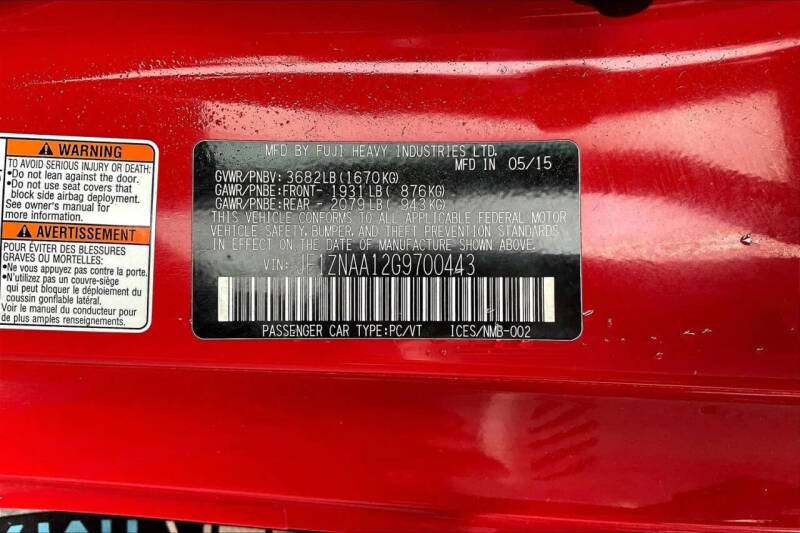 WARNING
TO AVOID SERIOUS INJURY OR DEATH:
•Do not lean against the door.
•Do not use seat covers that
block side airbag deployment.
See owner's manual for
more information.
AVERTISSEMENT
POUR ÉVITER DES BLESSURES
GRAVES OU MORTELLES:
•Ne vous appuyez pas contre la porte.
•N'utilizez pas un couvre-siège
qui peut bloquer le déploiement du
coussin gonflable latéral.
Voir le manuel du conducteur pour
de plus amples renseignements.
MFD BY FUJI HEAVY INDUSTRIES LTD.
MFD IN 05/15
GVWR/PNBV: 3682LB(1670KG)
GAWR/PNBE:FRONT- 1931LB( 876KG)
GAWR/PNBE:REAR - 2079LB( 943KG)
THIS VEHICLE CONFORMS TO ALL APPLICABLE FEDERAL MOTOR
VEHICLE SAFETY, BUMPER, AND THEFT PREVENTION STANDARDS
IN EFFECT ON THE DATE OF MANUFACTURE SHOWN ABOVE.
VIN: JF1ZNAA12G9700443
PASSENGER CAR TYPE:PC/VT ICES/NMB-002